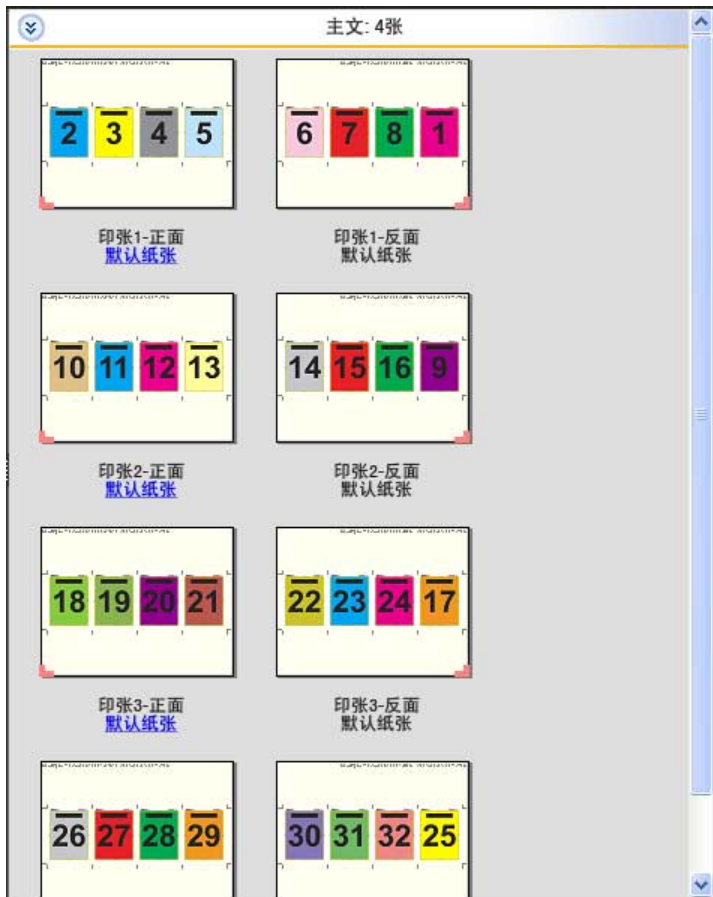 主文: 4张
2 3 4 5
6 7 8 1
印张1-正面
默认纸张
印张1-反面
默认纸张
10 11 12 13
14 15 16 9
印张2-正面
默认纸张
印张2-反面
默认纸张
18 19 20 21
22 23 24 17
印张3-正面
默认纸张
印张3-反面
默认纸张
26 27 28 29
30 31 32 25